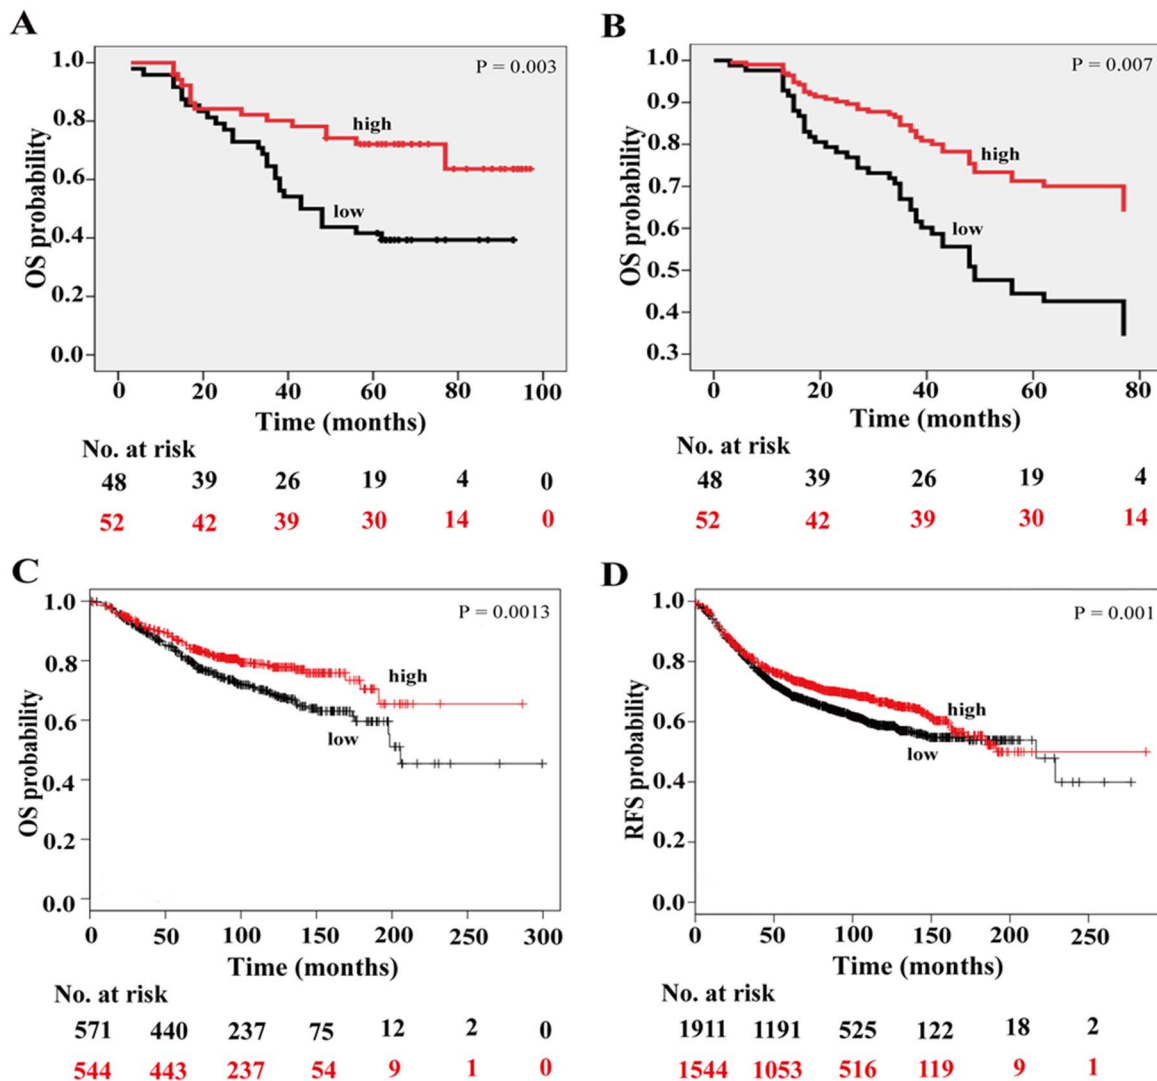 A
OS probability
1.0
0.8
0.6
0.4
0.2
0.0
P = 0.003
high
low
0 20 40 60 80 100
Time (months)
No. at risk
48 39 26 19 4 0
52 42 39 30 14 0
B
OS probability
1.0
0.9
0.8
0.7
0.6
0.5
0.4
0.3
P = 0.007
high
low
0 20 40 60 80
Time (months)
No. at risk
48 39 26 19 4
52 42 39 30 14
C
OS probability
1.0
0.8
0.6
0.4
0.2
0.0
P = 0.0013
high
low
0 50 100 150 200 250 300
Time (months)
No. at risk
571 440 237 75 12 2 0
544 443 237 54 9 1 0
D
RFS probability
1.0
0.8
0.6
0.4
0.2
0.0
P = 0.001
high
low
0 50 100 150 200 250
Time (months)
No. at risk
1911 1191 525 122 18 2
1544 1053 516 119 9 1